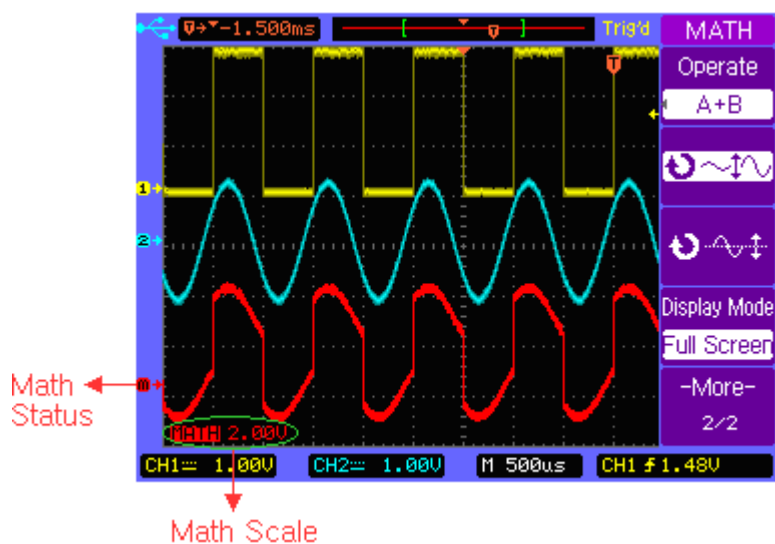 T→▼-1.500ms [ T ] Trig'd MATH
Operate
A+B
T
1
2
Display Mode
Full Screen
-More-
2/2
M
Math
Status
MATH 2.00V
CH1 1.00V CH2 1.00V M 500us CH1 1.48V
Math Scale